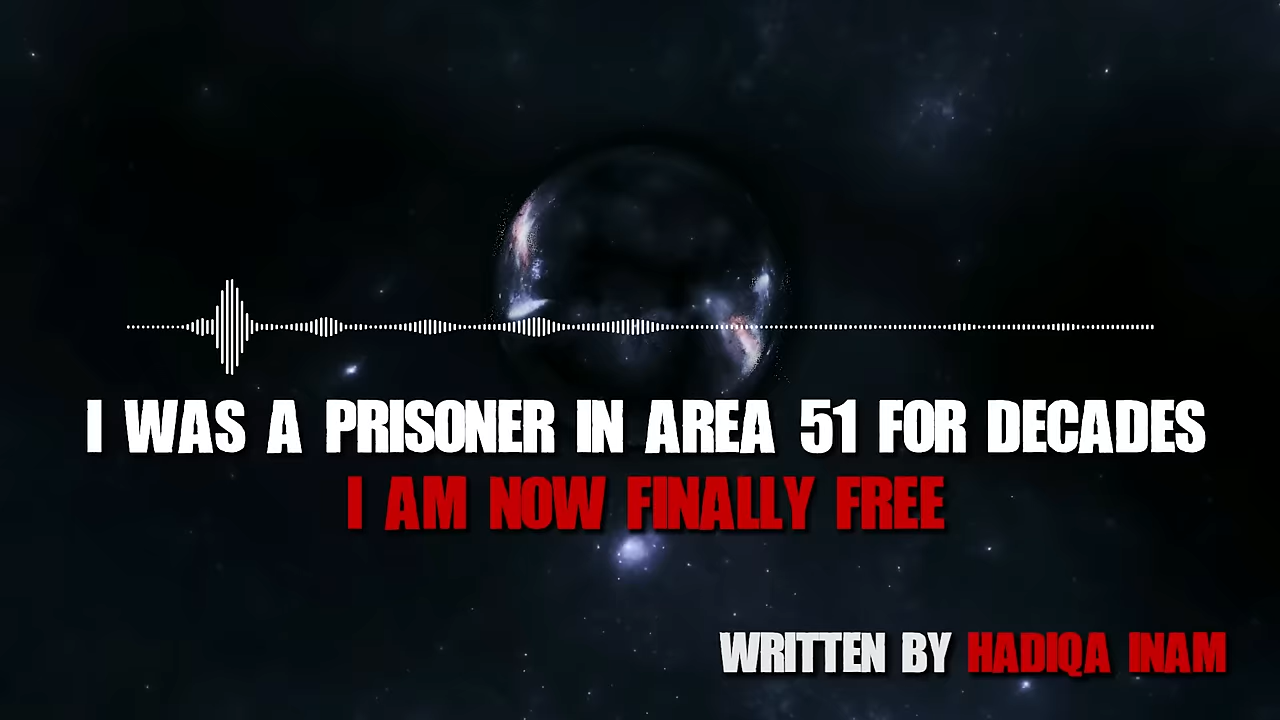 I WAS A PRISONER IN AREA 51 FOR DECADES
I AM NOW FINALLY FREE
WRITTEN BY HADIQA INAM